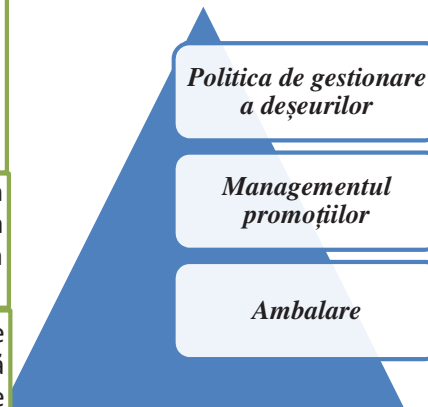 Politica de gestionare
a deșeurilor
Managementul
promoțiilor
Ambalare